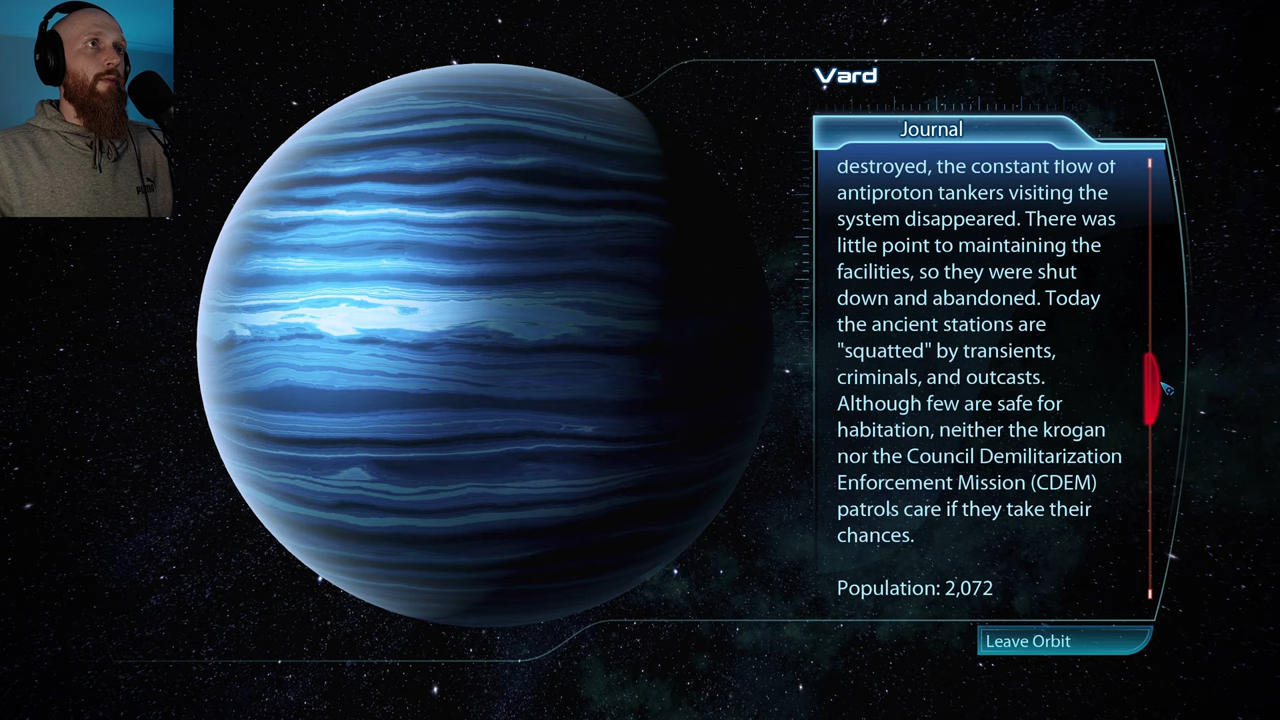 Vard
Journal
destroyed, the constant flow of
antiproton tankers visiting the
system disappeared. There was
little point to maintaining the
facilities, so they were shut
down and abandoned. Today
the ancient stations are
"squatted" by transients,
criminals, and outcasts.
Although few are safe for
habitation, neither the krogan
nor the Council Demilitarization
Enforcement Mission (CDEM)
patrols care if they take their
chances.
Population: 2,072
Leave Orbit
PUMA